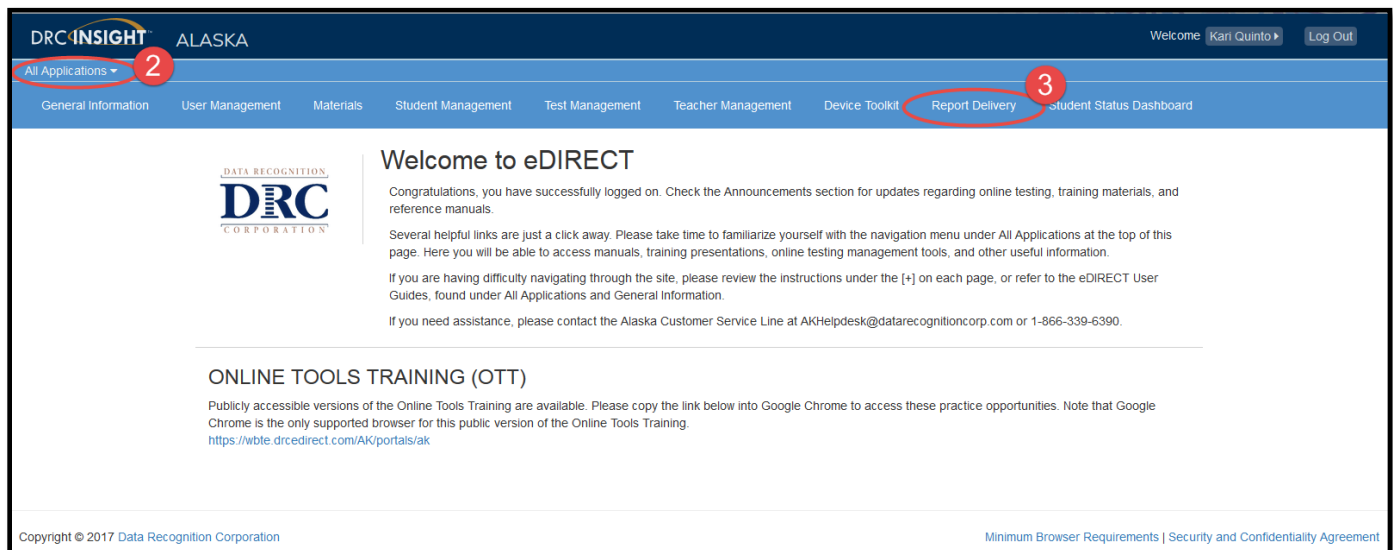 DRC INSIGHT™ ALASKA Welcome Kari Quinto Log Out
All Applications 2
3
General Information User Management Materials Student Management Test Management Teacher Management Device Toolkit Report Delivery Student Status Dashboard
DATA RECOGNITION
DRC
CORPORATION
Welcome to eDIRECT
Congratulations, you have successfully logged on. Check the Announcements section for updates regarding online testing, training materials, and
reference manuals.
Several helpful links are just a click away. Please take time to familiarize yourself with the navigation menu under All Applications at the top of this
page. Here you will be able to access manuals, training presentations, online testing management tools, and other useful information.
If you are having difficulty navigating through the site, please review the instructions under the [+] on each page, or refer to the eDIRECT User
Guides, found under All Applications and General Information.
If you need assistance, please contact the Alaska Customer Service Line at AKHelpdesk@datarecognitioncorp.com or 1-866-339-6390.
ONLINE TOOLS TRAINING (OTT)
Publicly accessible versions of the Online Tools Training are available. Please copy the link below into Google Chrome to access these practice opportunities. Note that Google
Chrome is the only supported browser for this public version of the Online Tools Training.
https://wbte.drcedirect.com/AK/portals/ak
Copyright © 2017 Data Recognition Corporation Minimum Browser Requirements | Security and Confidentiality Agreement